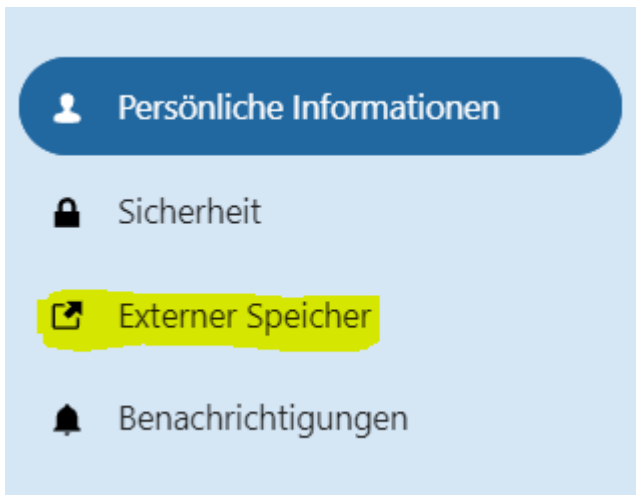 Persönliche Informationen
Sicherheit
Externer Speicher
Benachrichtigungen